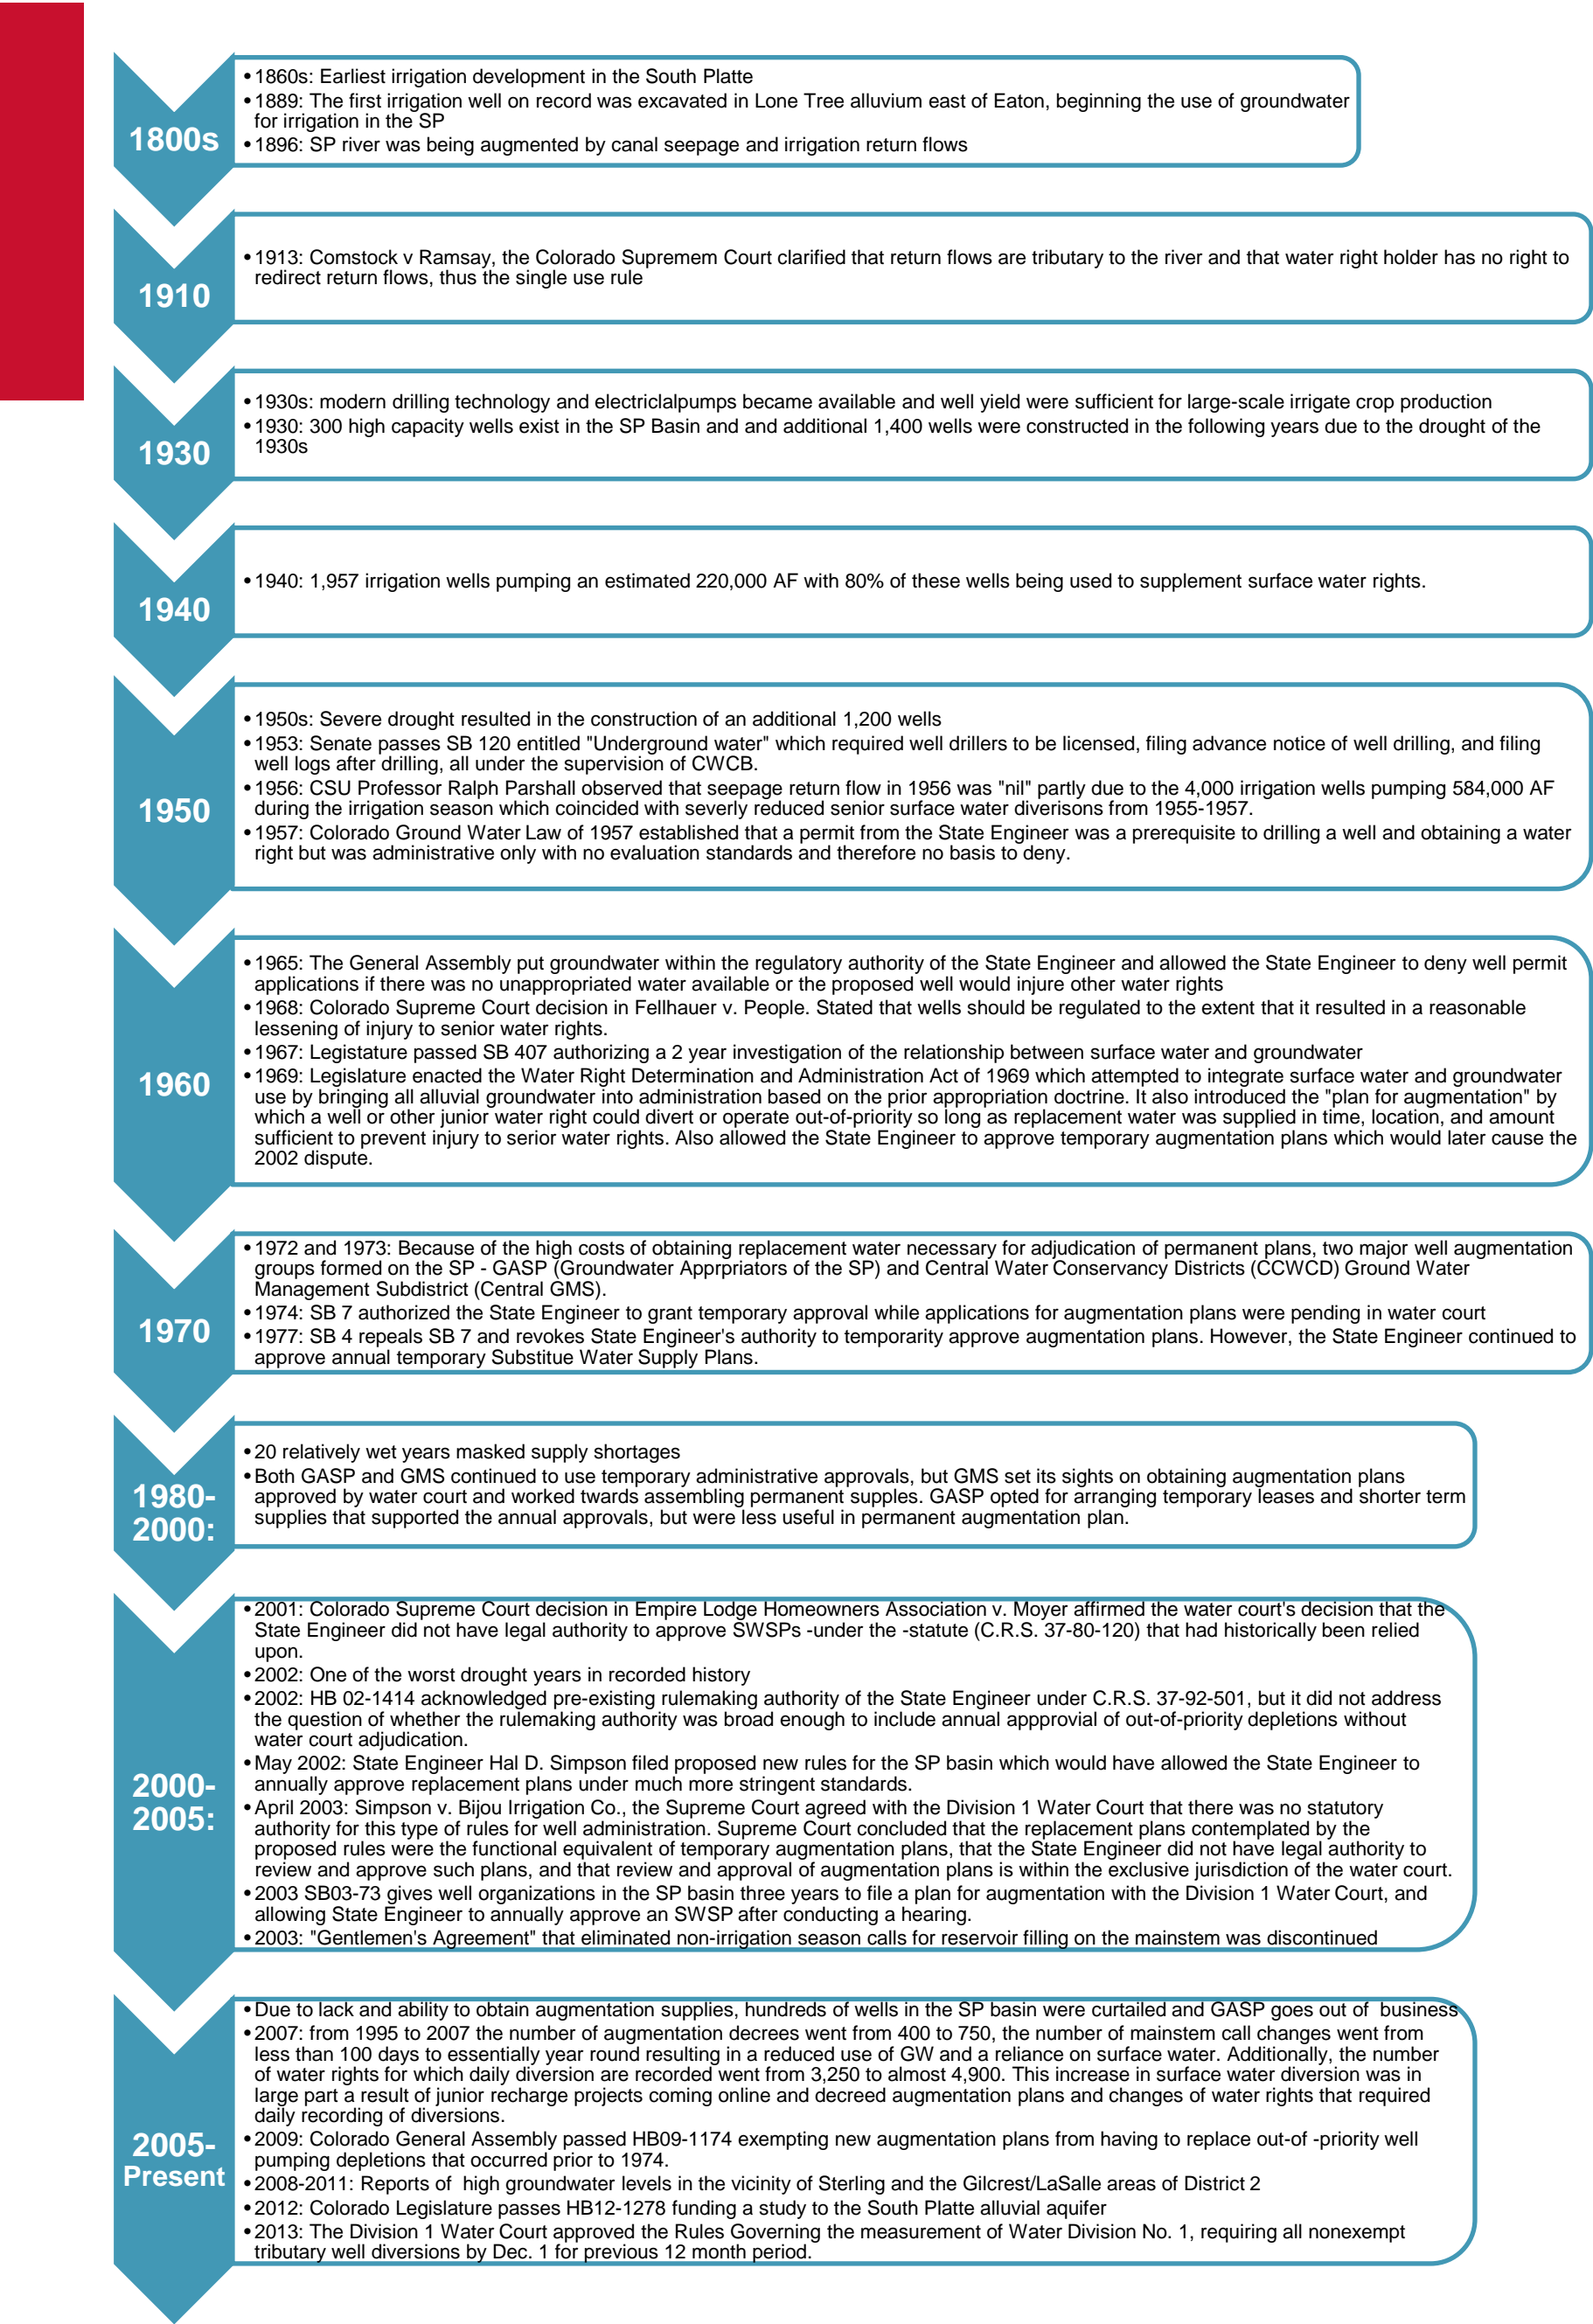 1800s
•1860s: Earliest irrigation development in the South Platte
•1889: The first irrigation well on record was excavated in Lone Tree alluvium east of Eaton, beginning the use of groundwater
for irrigation in the SP
•1896: SP river was being augmented by canal seepage and irrigation return flows
1910
•1913: Comstock v Ramsay, the Colorado Supremem Court clarified that return flows are tributary to the river and that water right holder has no right to
redirect return flows, thus the single use rule
1930
•1930s: modern drilling technology and electriclalpumps became available and well yield were sufficient for large-scale irrigate crop production
•1930: 300 high capacity wells exist in the SP Basin and and additional 1,400 wells were constructed in the following years due to the drought of the
1930s
1940
•1940: 1,957 irrigation wells pumping an estimated 220,000 AF with 80% of these wells being used to supplement surface water rights.
1950
•1950s: Severe drought resulted in the construction of an additional 1,200 wells
•1953: Senate passes SB 120 entitled "Underground water" which required well drillers to be licensed, filing advance notice of well drilling, and filing
well logs after drilling, all under the supervision of CWCB.
•1956: CSU Professor Ralph Parshall observed that seepage return flow in 1956 was "nil" partly due to the 4,000 irrigation wells pumping 584,000 AF
during the irrigation season which coincided with severly reduced senior surface water diverisons from 1955-1957.
•1957: Colorado Ground Water Law of 1957 established that a permit from the State Engineer was a prerequisite to drilling a well and obtaining a water
right but was administrative only with no evaluation standards and therefore no basis to deny.
1960
•1965: The General Assembly put groundwater within the regulatory authority of the State Engineer and allowed the State Engineer to deny well permit
applications if there was no unappropriated water available or the proposed well would injure other water rights
•1968: Colorado Supreme Court decision in Fellhauer v. People. Stated that wells should be regulated to the extent that it resulted in a reasonable
lessening of injury to senior water rights.
•1967: Legistature passed SB 407 authorizing a 2 year investigation of the relationship between surface water and groundwater
•1969: Legislature enacted the Water Right Determination and Administration Act of 1969 which attempted to integrate surface water and groundwater
use by bringing all alluvial groundwater into administration based on the prior appropriation doctrine. It also introduced the "plan for augmentation" by
which a well or other junior water right could divert or operate out-of-priority so long as replacement water was supplied in time, location, and amount
sufficient to prevent injury to serior water rights. Also allowed the State Engineer to approve temporary augmentation plans which would later cause the
2002 dispute.
1970
•1972 and 1973: Because of the high costs of obtaining replacement water necessary for adjudication of permanent plans, two major well augmentation
groups formed on the SP - GASP (Groundwater Apprpriators of the SP) and Central Water Conservancy Districts (CCWCD) Ground Water
Management Subdistrict (Central GMS).
•1974: SB 7 authorized the State Engineer to grant temporary approval while applications for augmentation plans were pending in water court
•1977: SB 4 repeals SB 7 and revokes State Engineer's authority to temporarity approve augmentation plans. However, the State Engineer continued to
approve annual temporary Substitue Water Supply Plans.
1980-
2000:
•20 relatively wet years masked supply shortages
•Both GASP and GMS continued to use temporary administrative approvals, but GMS set its sights on obtaining augmentation plans
approved by water court and worked twards assembling permanent supples. GASP opted for arranging temporary leases and shorter term
supplies that supported the annual approvals, but were less useful in permanent augmentation plan.
2000-
2005:
•2001: Colorado Supreme Court decision in Empire Lodge Homeowners Association v. Moyer affirmed the water court's decision that the
State Engineer did not have legal authority to approve SWSPs -under the -statute (C.R.S. 37-80-120) that had historically been relied
upon.
•2002: One of the worst drought years in recorded history
•2002: HB 02-1414 acknowledged pre-existing rulemaking authority of the State Engineer under C.R.S. 37-92-501, but it did not address
the question of whether the rulemaking authority was broad enough to include annual appprovial of out-of-priority depletions without
water court adjudication.
•May 2002: State Engineer Hal D. Simpson filed proposed new rules for the SP basin which would have allowed the State Engineer to
annually approve replacement plans under much more stringent standards.
•April 2003: Simpson v. Bijou Irrigation Co., the Supreme Court agreed with the Division 1 Water Court that there was no statutory
authority for this type of rules for well administration. Supreme Court concluded that the replacement plans contemplated by the
proposed rules were the functional equivalent of temporary augmentation plans, that the State Engineer did not have legal authority to
review and approve such plans, and that review and approval of augmentation plans is within the exclusive jurisdiction of the water court.
•2003 SB03-73 gives well organizations in the SP basin three years to file a plan for augmentation with the Division 1 Water Court, and
allowing State Engineer to annually approve an SWSP after conducting a hearing.
•2003: "Gentlemen's Agreement" that eliminated non-irrigation season calls for reservoir filling on the mainstem was discontinued
2005-
Present
•Due to lack and ability to obtain augmentation supplies, hundreds of wells in the SP basin were curtailed and GASP goes out of business
•2007: from 1995 to 2007 the number of augmentation decrees went from 400 to 750, the number of mainstem call changes went from
less than 100 days to essentially year round resulting in a reduced use of GW and a reliance on surface water. Additionally, the number
of water rights for which daily diversion are recorded went from 3,250 to almost 4,900. This increase in surface water diversion was in
large part a result of junior recharge projects coming online and decreed augmentation plans and changes of water rights that required
daily recording of diversions.
•2009: Colorado General Assembly passed HB09-1174 exempting new augmentation plans from having to replace out-of -priority well
pumping depletions that occurred prior to 1974.
•2008-2011: Reports of high groundwater levels in the vicinity of Sterling and the Gilcrest/LaSalle areas of District 2
•2012: Colorado Legislature passes HB12-1278 funding a study to the South Platte alluvial aquifer
•2013: The Division 1 Water Court approved the Rules Governing the measurement of Water Division No. 1, requiring all nonexempt
tributary well diversions by Dec. 1 for previous 12 month period.